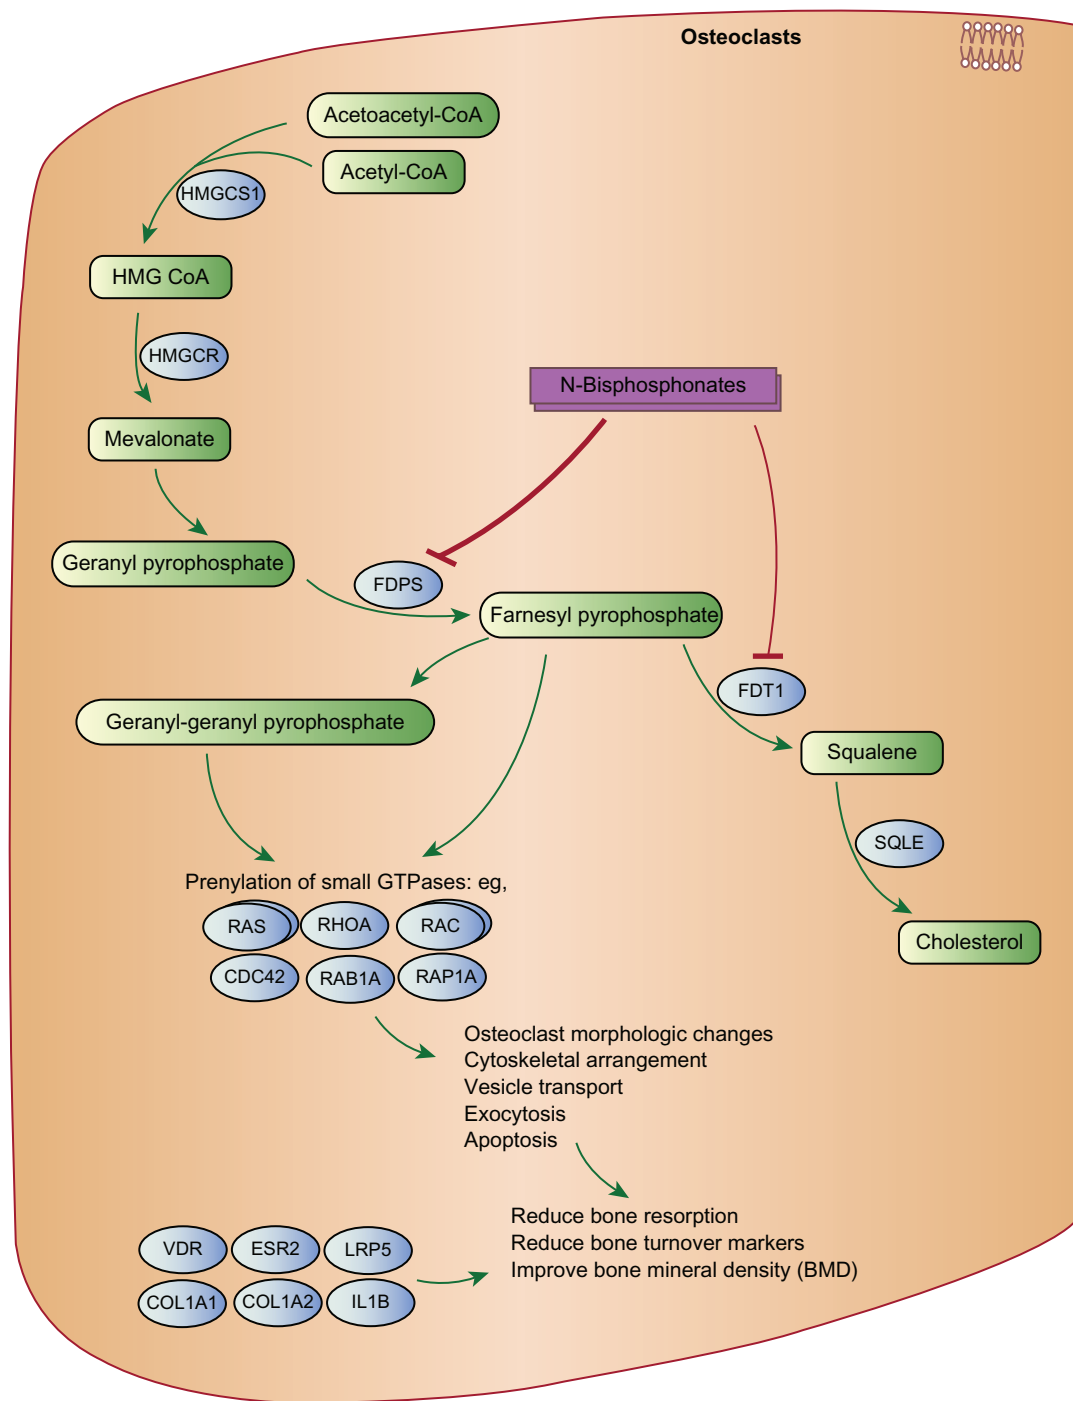 Osteoclasts
Acetoacetyl-CoA
Acetyl-CoA
HMGCS1
HMG CoA
HMGCR
N-Bisphosphonates
Mevalonate
Geranyl pyrophosphate
FDPS
Farnesyl pyrophosphate
FDT1
Geranyl-geranyl pyrophosphate
Squalene
SQLE
Prenylation of small GTPases: eg,
RAS RHOA RAC
Cholesterol
CDC42 RAB1A RAP1A
Osteoclast morphologic changes
Cytoskeletal arrangement
Vesicle transport
Exocytosis
Apoptosis
Reduce bone resorption
Reduce bone turnover markers
Improve bone mineral density (BMD)
VDR ESR2 LRP5
COL1A1 COL1A2 IL1B